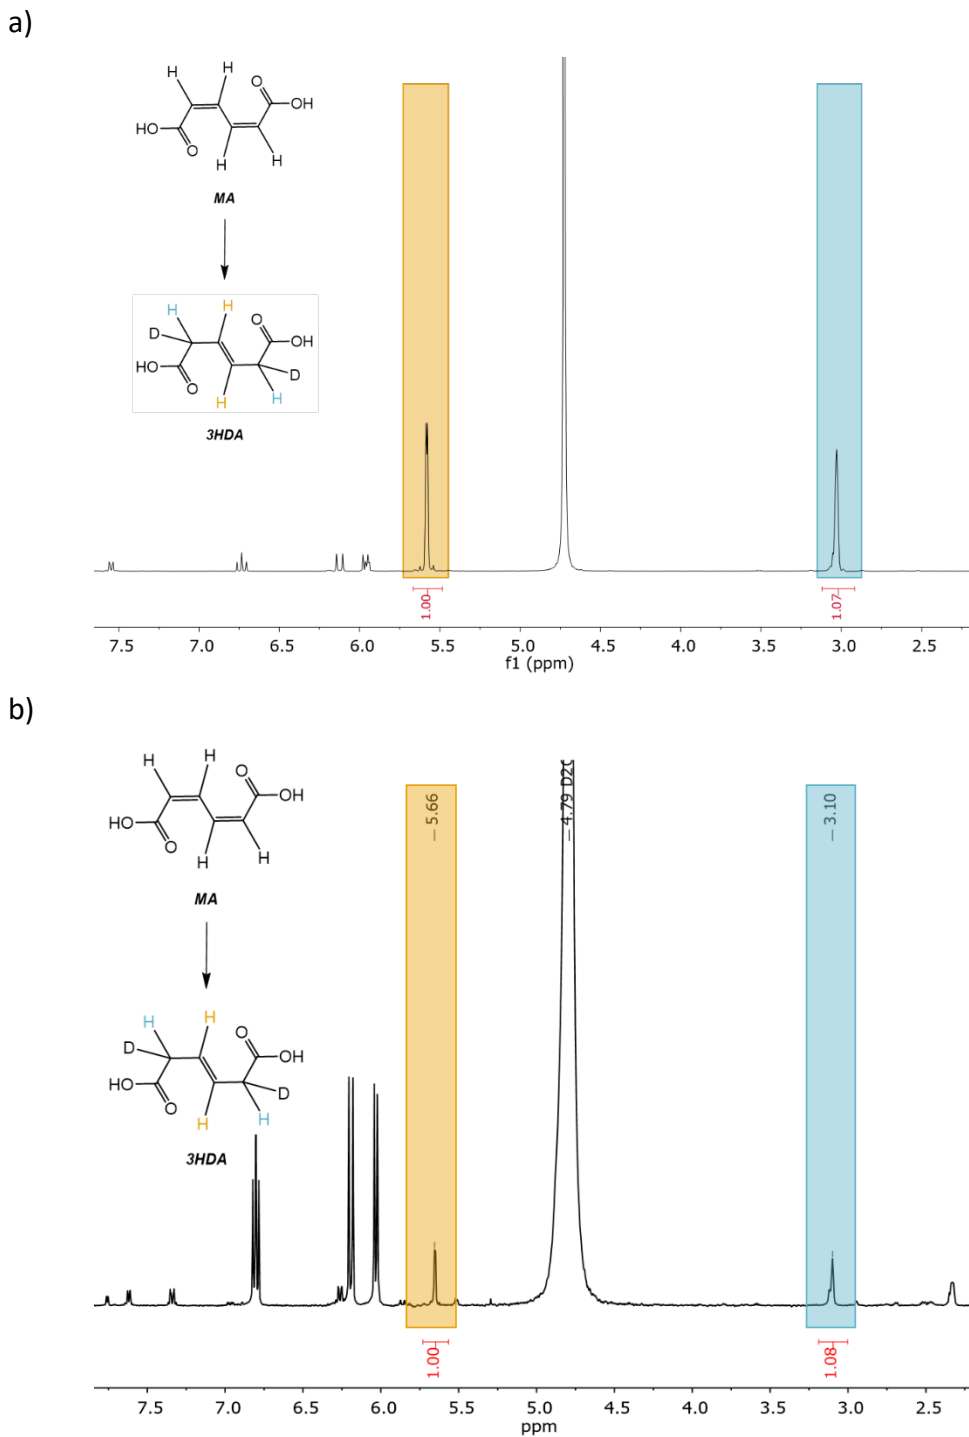 a)
H
H
O
OH
HO
O
H
H
MA
H
H
O
D
OH
HO
O
D
H
H
3HDA
1.00
1.07
7.5 7.0 6.5 6.0 5.5 5.0 4.5 4.0 3.5 3.0 2.5
f1 (ppm)
b)
H
H
O
OH
HO
O
H
H
MA
H
H
O
D
OH
HO
O
D
H
H
3HDA
— 5.66
— 4.79 D2O
— 3.10
1.00
1.08
7.5 7.0 6.5 6.0 5.5 5.0 4.5 4.0 3.5 3.0 2.5
ppm